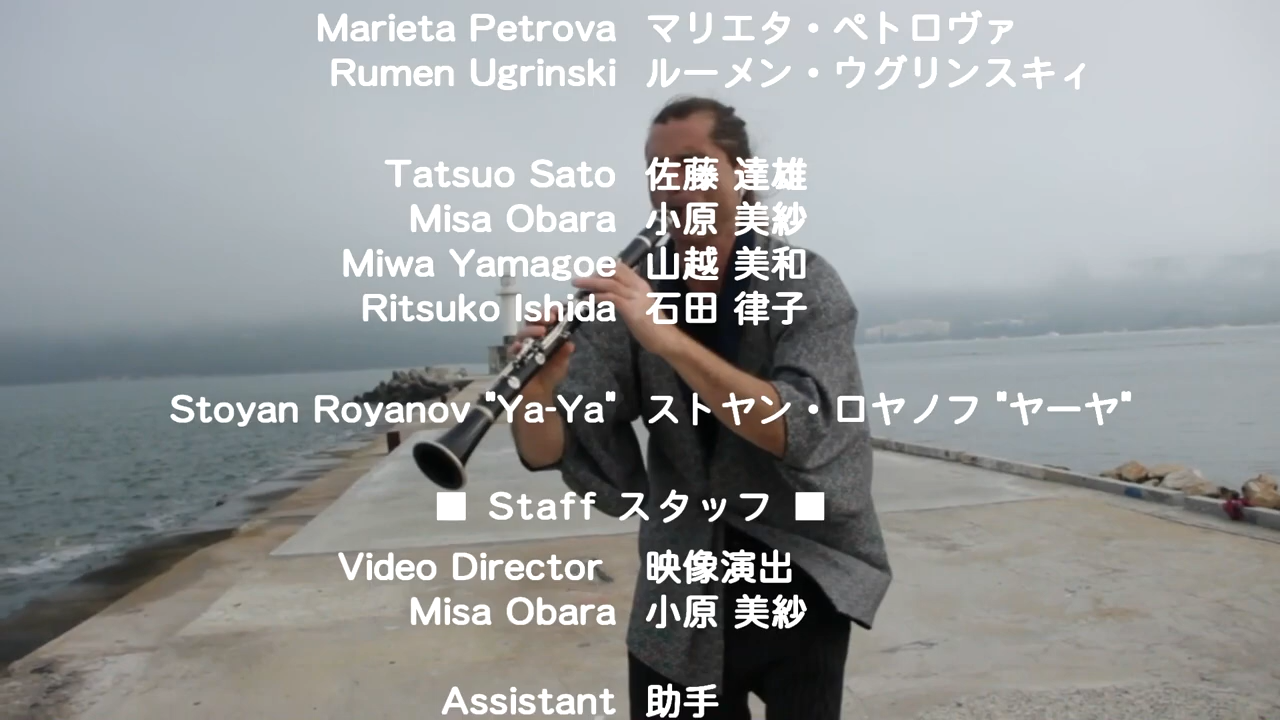 Marieta Petrova マリエタ・ペトロヴァ
Rumen Ugrinski ルーメン・ウグリンスキィ
Tatsuo Sato 佐藤 達雄
Misa Obara 小原 美紗
Miwa Yamagoe 山越 美和
Ritsuko Ishida 石田 律子
Stoyan Royanov "Ya-Ya" ストヤン・ロヤノフ "ヤーヤ"
■ Staff スタッフ ■
Video Director 映像演出
Misa Obara 小原 美紗
Assistant 助手